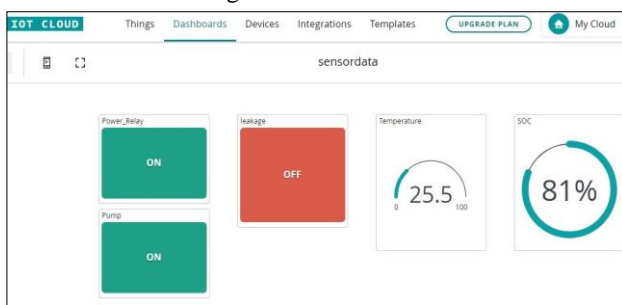 IOT CLOUD Things Dashboards Devices Integrations Templates UPGRADE PLAN My Cloud
sensordata
Power_Relay leakage Temperature SOC
ON OFF 25.5 81%
0 100
Pump
ON